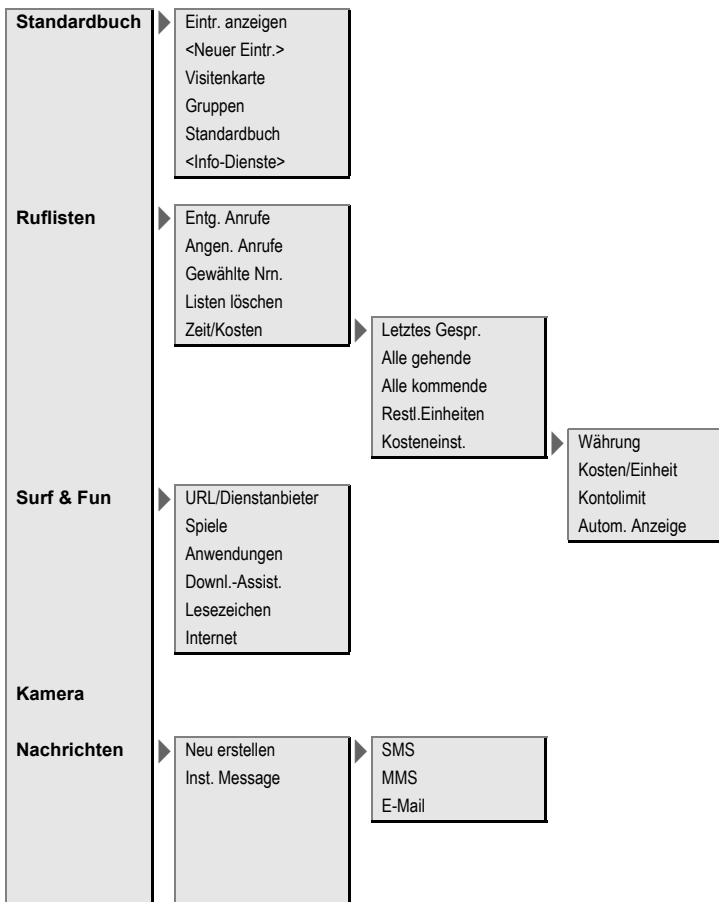 Standardbuch
Eintr. anzeigen
<Neuer Eintr.>
Visitenkarte
Gruppen
Standardbuch
<Info-Dienste>
Ruflisten
Entg. Anrufe
Angen. Anrufe
Gewählte Nrn.
Listen löschen
Zeit/Kosten
Letztes Gespr.
Alle gehende
Alle kommende
Restl.Einheiten
Kosteneinst.
Währung
Kosten/Einheit
Kontolimit
Autom. Anzeige
Surf & Fun
URL/Dienstanbieter
Spiele
Anwendungen
Downl.-Assist.
Lesezeichen
Internet
Kamera
Nachrichten
Neu erstellen
Inst. Message
SMS
MMS
E-Mail